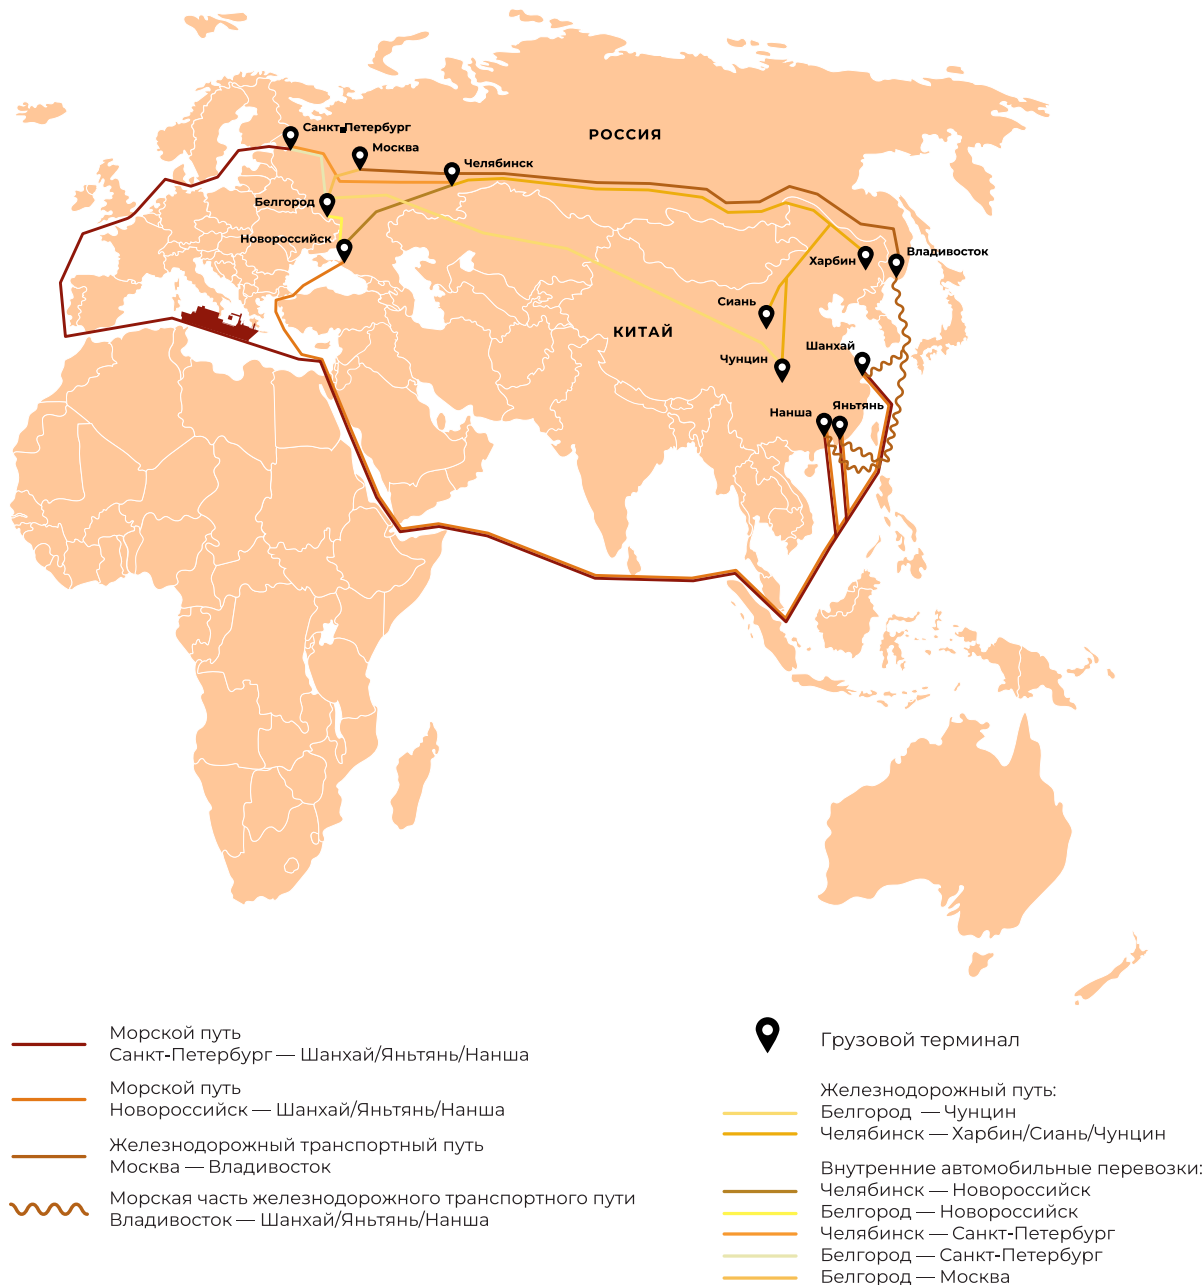 Санкт-Петербург
РОССИЯ
Москва
Челябинск
Белгород
Новороссийск
Владивосток
Харбин
Сиань
КИТАЙ
Шанхай
Чунцин
Яньтянь
Нанша
Морской путь
Санкт-Петербург — Шанхай/Яньтянь/Нанша
Морской путь
Новороссийск — Шанхай/Яньтянь/Нанша
Железнодорожный транспортный путь
Москва — Владивосток
Морская часть железнодорожного транспортного пути
Владивосток — Шанхай/Яньтянь/Нанша
Грузовой терминал
Железнодорожный путь:
Белгород — Чунцин
Челябинск — Харбин/Сиань/Чунцин
Внутренние автомобильные перевозки:
Челябинск — Новороссийск
Белгород — Новороссийск
Челябинск — Санкт-Петербург
Белгород — Санкт-Петербург
Белгород — Москва